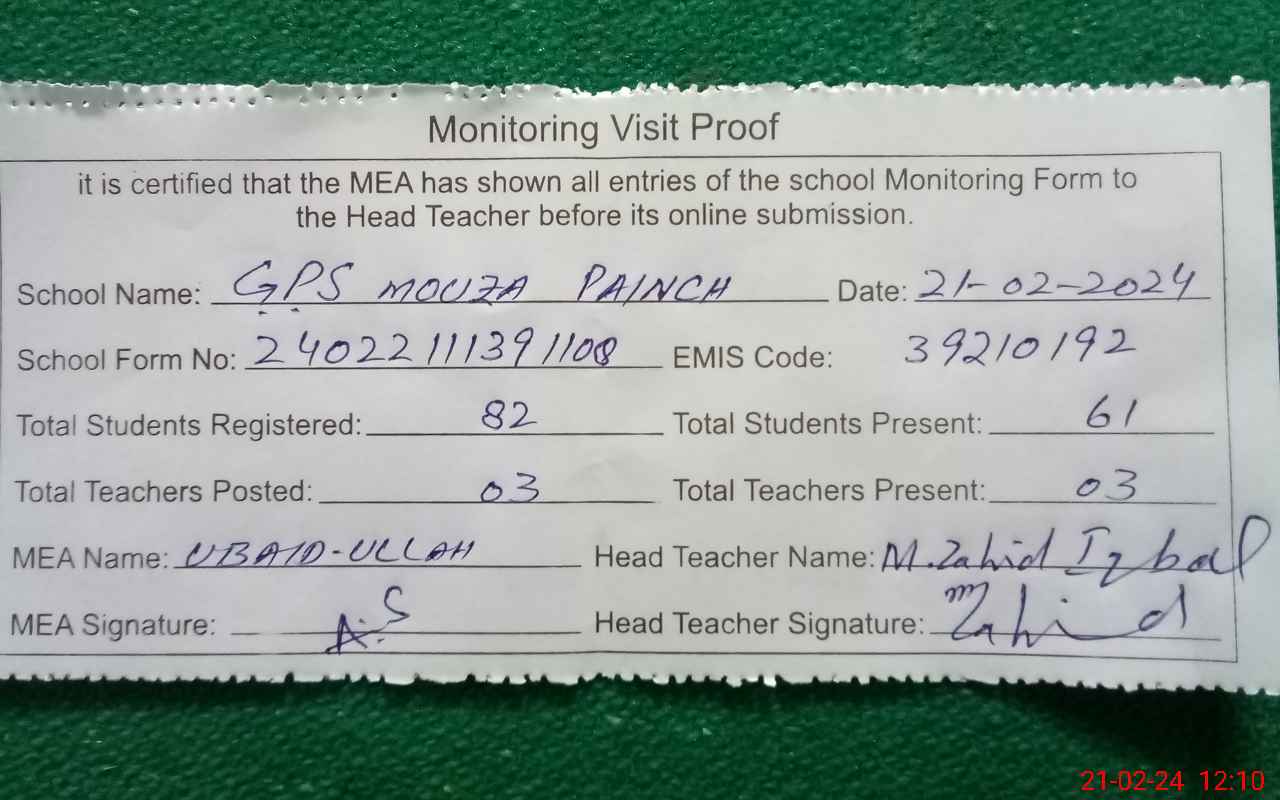 Monitoring Visit Proof
it is certified that the MEA has shown all entries of the school Monitoring Form to
the Head Teacher before its online submission.
School Name: GPS MOUZA PAINCH Date: 21-02-2024
School Form No: 24022111391108 EMIS Code: 39210192
Total Students Registered: 82 Total Students Present: 61
Total Teachers Posted: 03 Total Teachers Present: 03
MEA Name: UBAID-ULLAH Head Teacher Name: M.Zahid Iqbal
MEA Signature: Head Teacher Signature: Zahid
21-02-24 12:10